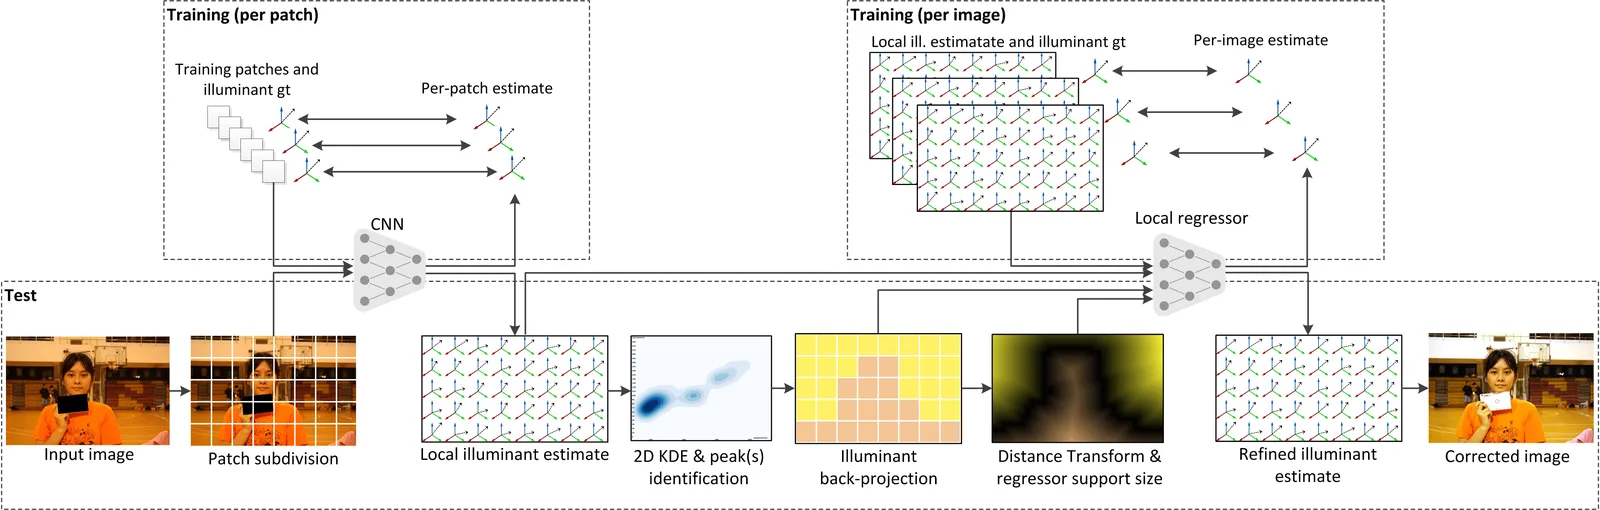 Training (per patch)
Training patches and
illuminant gt
Per-patch estimate
CNN
Training (per image)
Local ill. estimatate and illuminant gt
Per-image estimate
Local regressor
Test
Input image
Patch subdivision
Local illuminant estimate
2D KDE & peak(s)
identification
Illuminant
back-projection
Distance Transform &
regressor support size
Refined illuminant
estimate
Corrected image